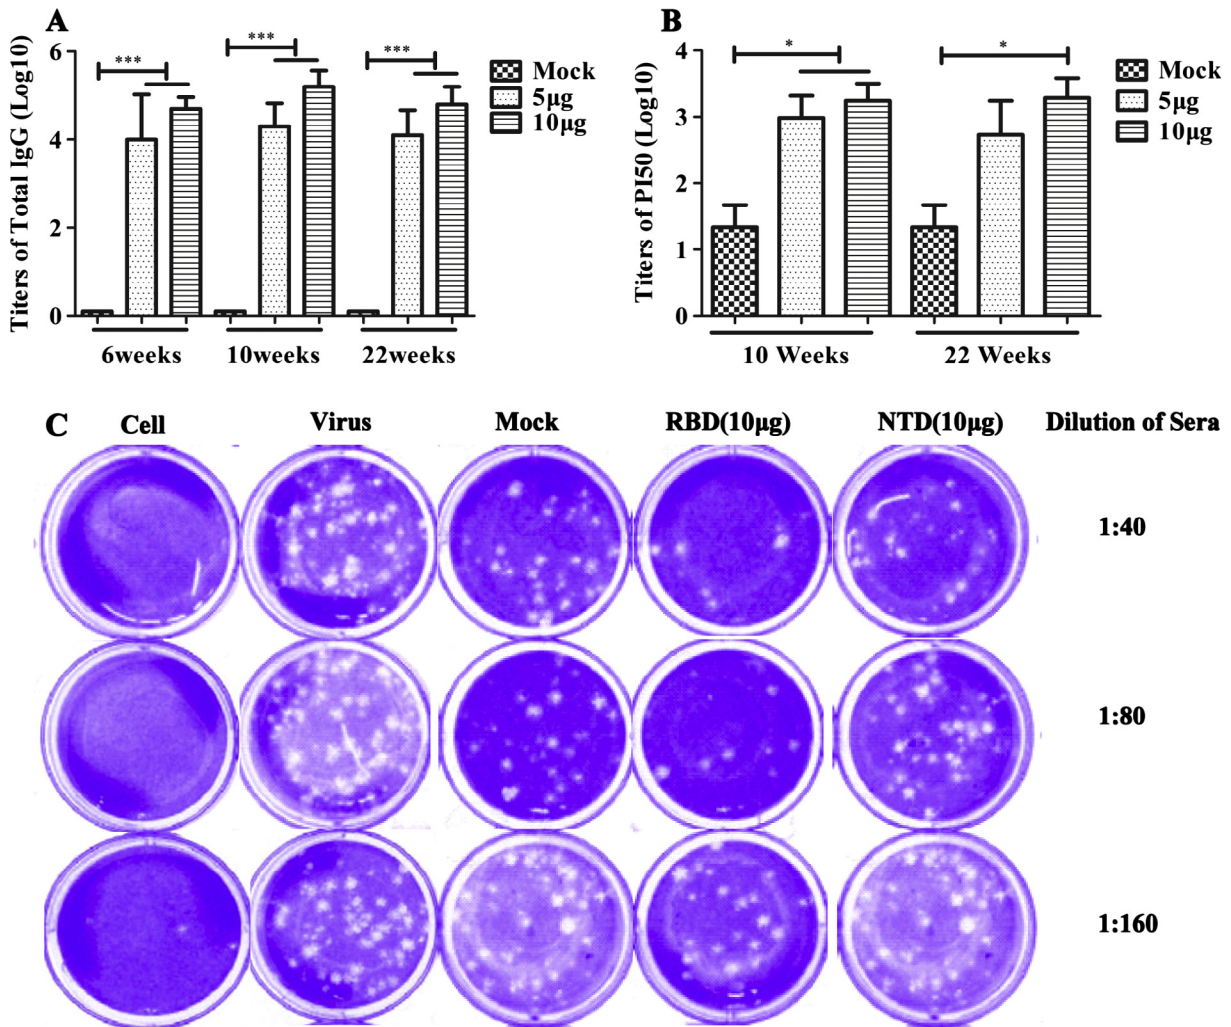 A
Titers of Total IgG (Log10)
6
4
2
0
***
***
***
6weeks
10weeks
22weeks
Mock
5μg
10μg
B
Titers of PI50 (Log10)
4
3
2
1
0
*
*
10 Weeks
22 Weeks
Mock
5μg
10μg
C
Cell Virus Mock RBD(10μg) NTD(10μg) Dilution of Sera
1:40
1:80
1:160